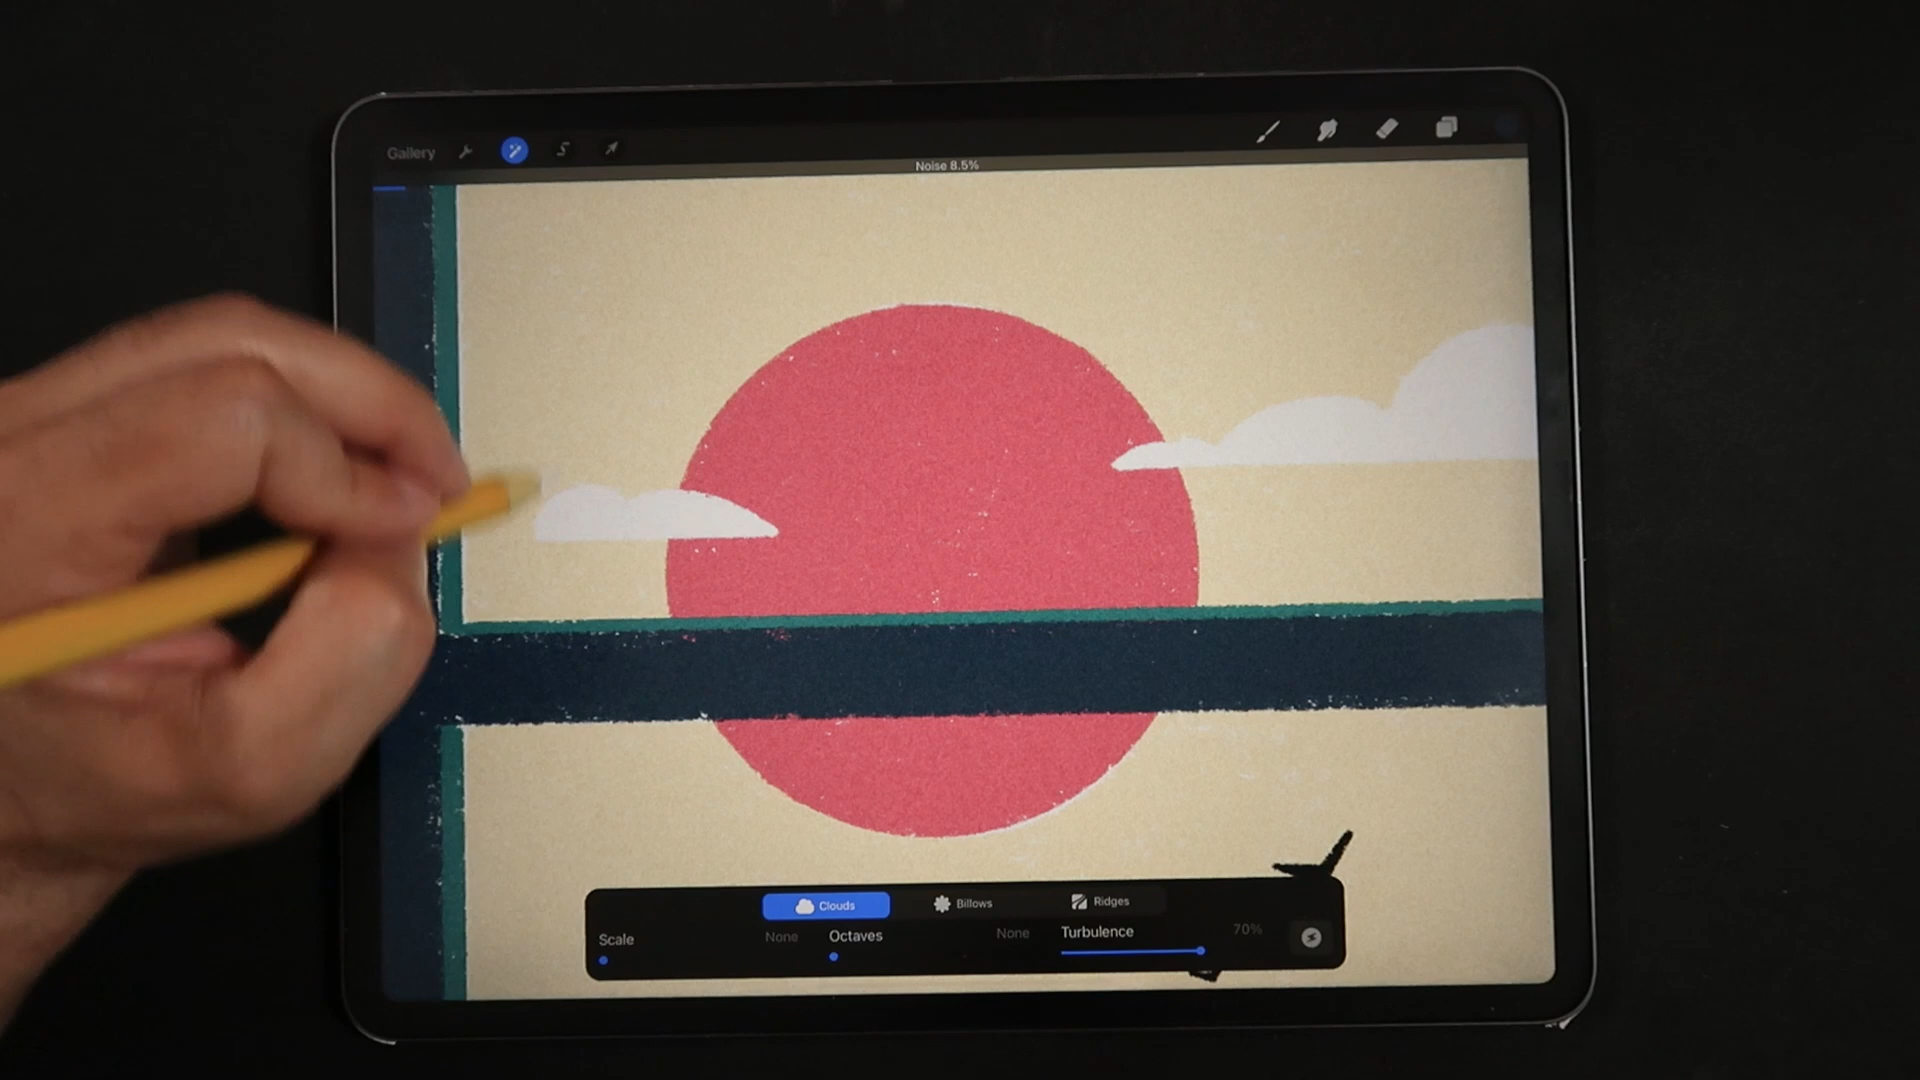 Gallery
Noise 8.5%
Clouds Billows Ridges
Scale None Octaves None Turbulence 70%